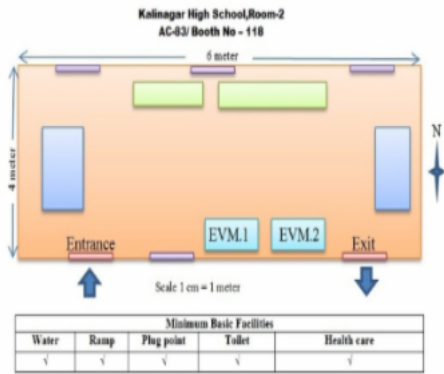 Kalinagar High School,Room-2
AC-83/ Booth No – 118
6 meter
4 meter
N
EVM.1 EVM.2
Entrance Exit
Scale 1 cm = 1 meter
Minimum Basic Facilities
Water Ramp Plug point Toilet Health care
√ √ √ √ √